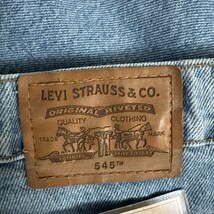 LEVI STRAUSS & CO.
ORIGINAL RIVETED
QUALITY CLOTHING
TRADE MARK
545™